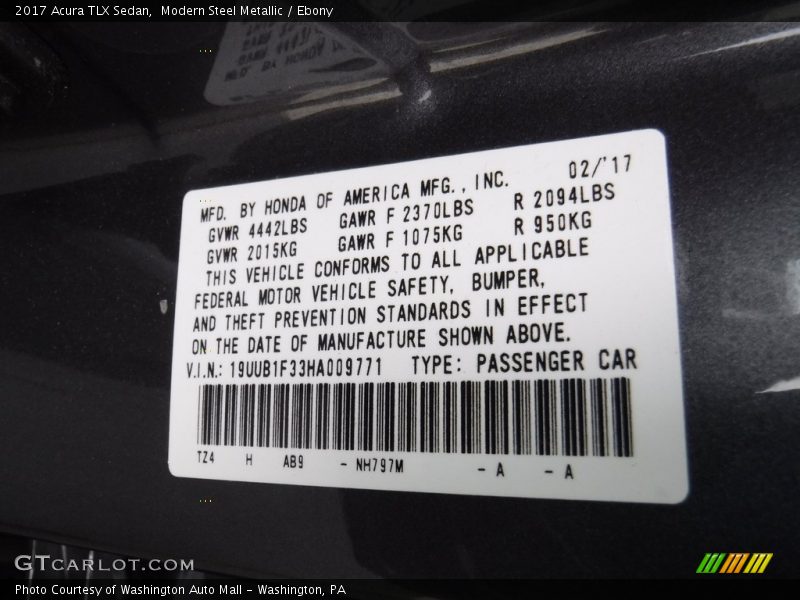 2017 Acura TLX Sedan,  Modern Steel Metallic / Ebony
MFD. BY HONDA OF AMERICA MFG., INC. 02/'17
GVWR 4442LBS GAWR F 2370LBS R 2094LBS
GVWR 2015KG GAWR F 1075KG R 950KG
THIS VEHICLE CONFORMS TO ALL APPLICABLE
FEDERAL MOTOR VEHICLE SAFETY, BUMPER,
AND THEFT PREVENTION STANDARDS IN EFFECT
ON THE DATE OF MANUFACTURE SHOWN ABOVE.
V.I.N.: 19UUB1F33HA009771 TYPE: PASSENGER CAR
TZ4 H AB9 - NH797M - A - A
GTCARLOT.COM
Photo Courtesy of Washington Auto Mall - Washington, PA